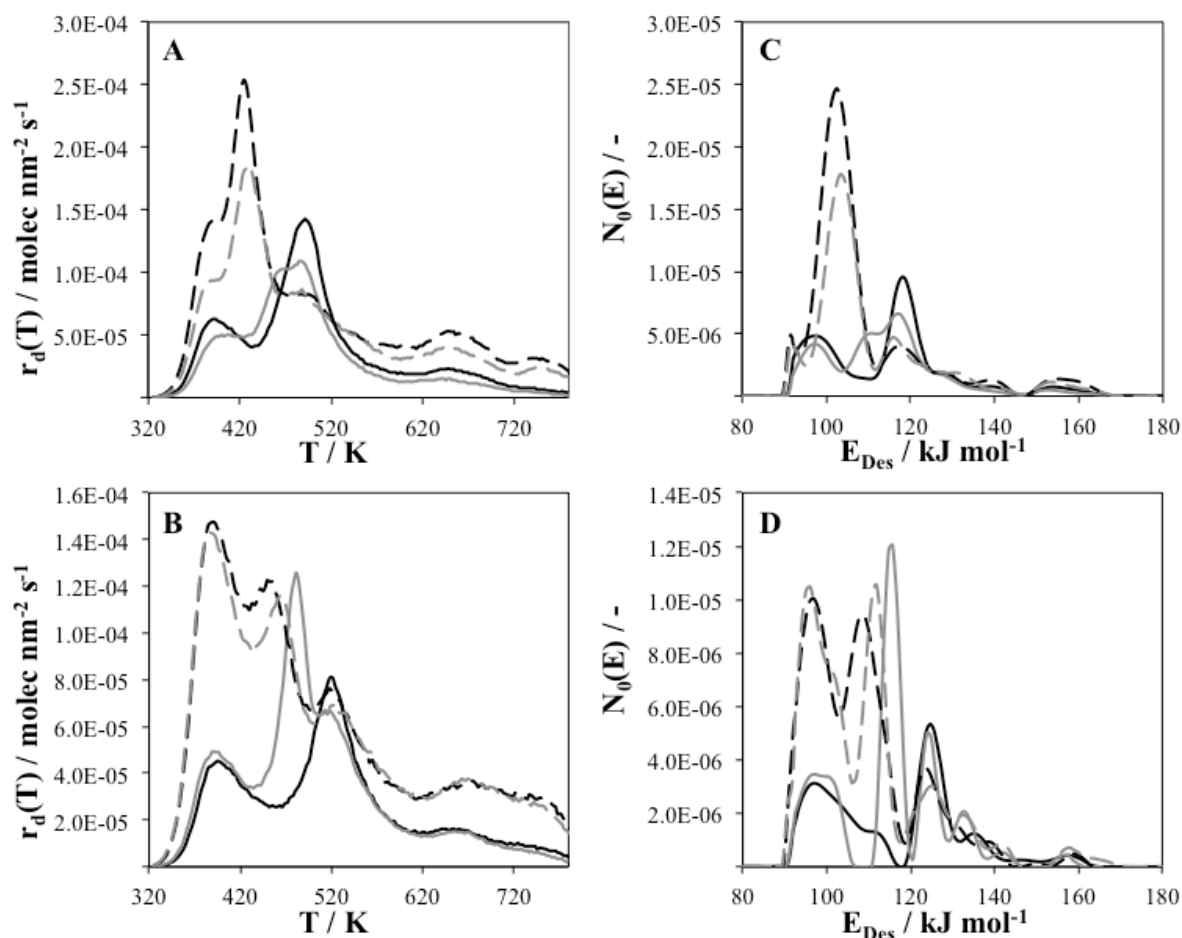 A
r_d(T) / molec nm⁻² s⁻¹
3.0E-04
2.5E-04
2.0E-04
1.5E-04
1.0E-04
5.0E-05
320 420 520 620 720
T / K
C
N₀(E) / -
3.0E-05
2.5E-05
2.0E-05
1.5E-05
1.0E-05
5.0E-06
80 100 120 140 160 180
E_Des / kJ mol⁻¹
B
r_d(T) / molec nm⁻² s⁻¹
1.6E-04
1.4E-04
1.2E-04
1.0E-04
8.0E-05
6.0E-05
4.0E-05
2.0E-05
320 420 520 620 720
T / K
D
N₀(E) / -
1.4E-05
1.2E-05
1.0E-05
8.0E-06
6.0E-06
4.0E-06
2.0E-06
80 100 120 140 160 180
E_Des / kJ mol⁻¹